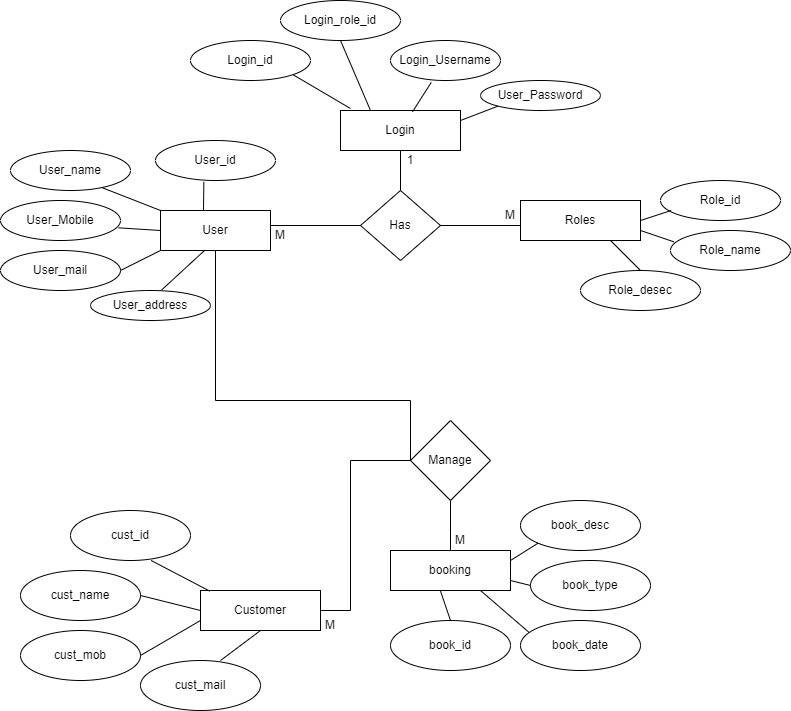 Login_role_id
Login_id
Login_Username
User_Password
Login
1
User_name
User_id
User_Mobile
User
M
User_mail
User_address
Has
M
Roles
Role_id
Role_name
Role_desec
Manage
M
booking
book_desc
book_type
book_id
book_date
cust_id
cust_name
Customer
M
cust_mob
cust_mail